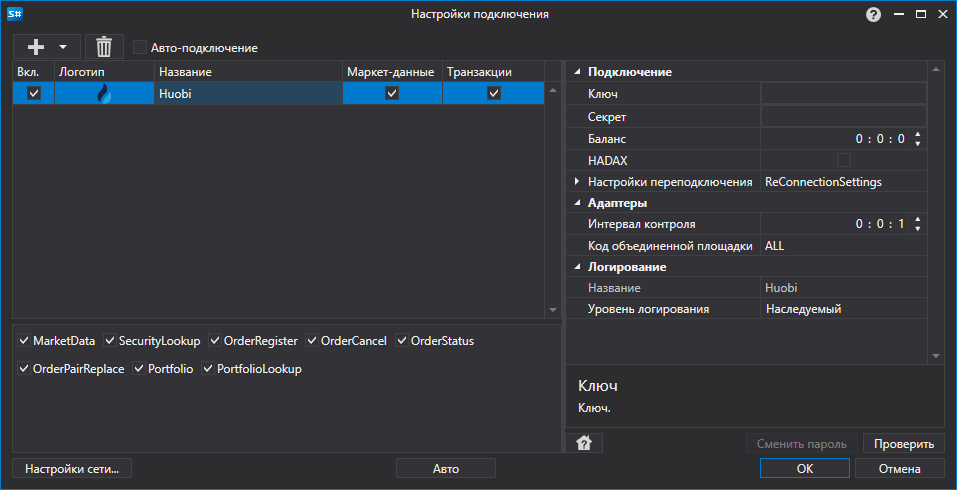 S#
Настройки подключения
?
Авто-подключение
Вкл. Логотип Название Маркет-данные Транзакции
Huobi
MarketData SecurityLookup OrderRegister OrderCancel OrderStatus
OrderPairReplace Portfolio PortfolioLookup
Подключение
Ключ
Секрет
Баланс 0 : 0 : 0
HADAX
Настройки переподключения ReConnectionSettings
Адаптеры
Интервал контроля 0 : 0 : 1
Код объединенной площадки ALL
Логирование
Название Huobi
Уровень логирования Наследуемый
Ключ
Ключ.
?
Сменить пароль Проверить
Настройки сети... Авто OK Отмена